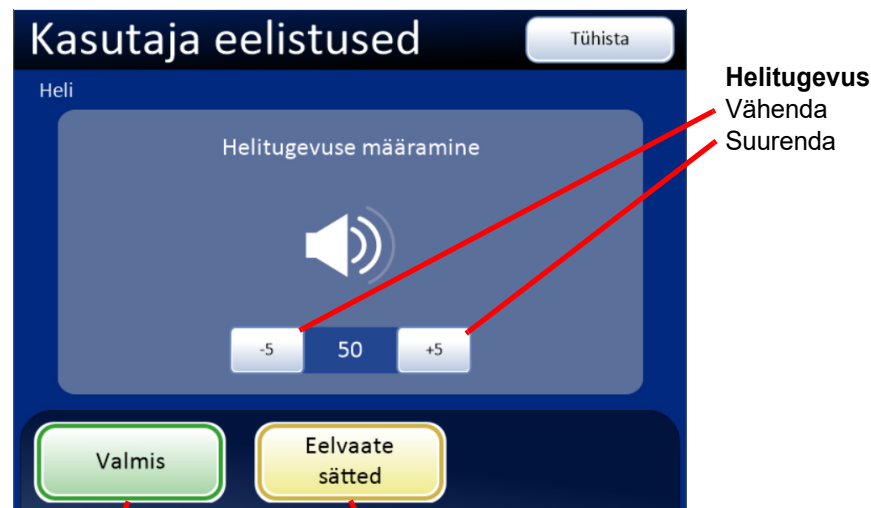 Kasutaja eelistused
Tühista
Heli
Helitugevuse määramine
-5
50
+5
Valmis
Eelvaate
sätted
Helitugevus
Vähenda
Suurenda